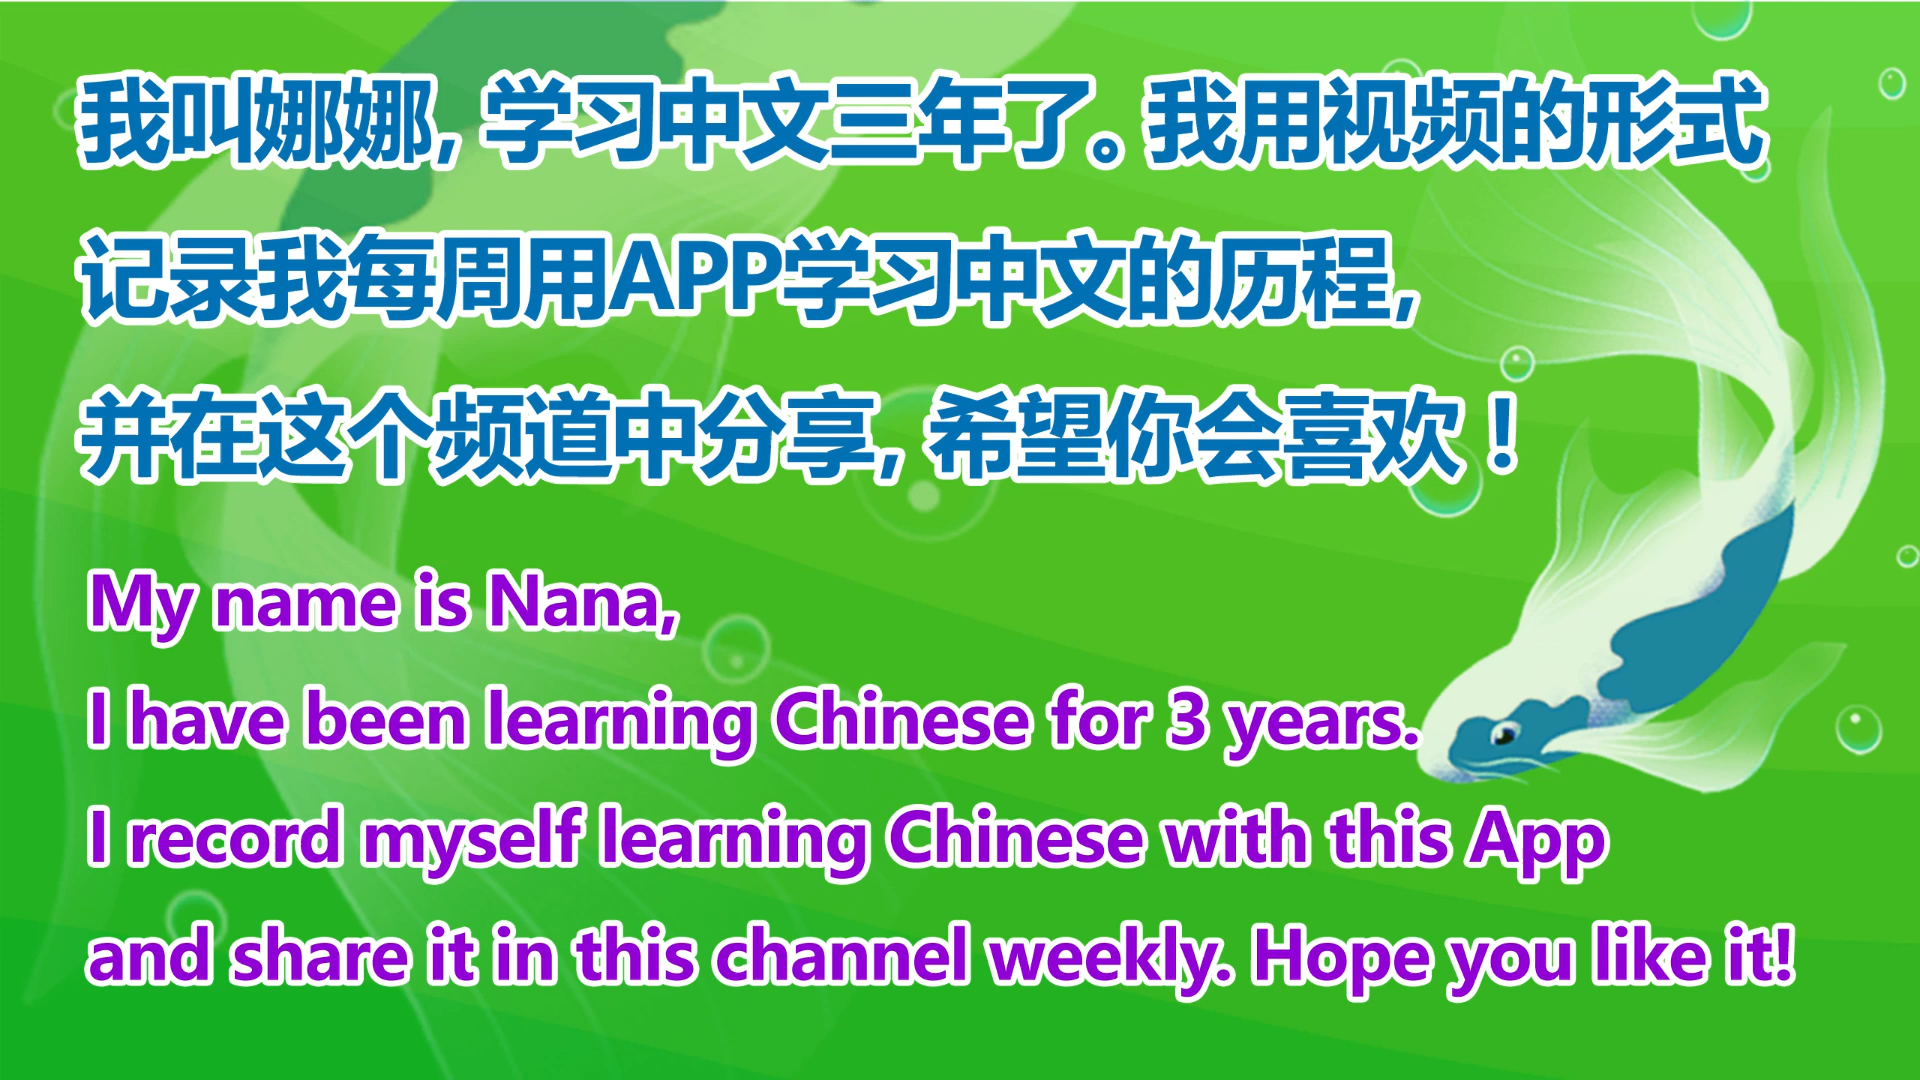 我叫娜娜, 学习中文三年了。我用视频的形式
记录我每周用APP学习中文的历程,
并在这个频道中分享, 希望你会喜欢！
My name is Nana,
I have been learning Chinese for 3 years.
I record myself learning Chinese with this App
and share it in this channel weekly. Hope you like it!